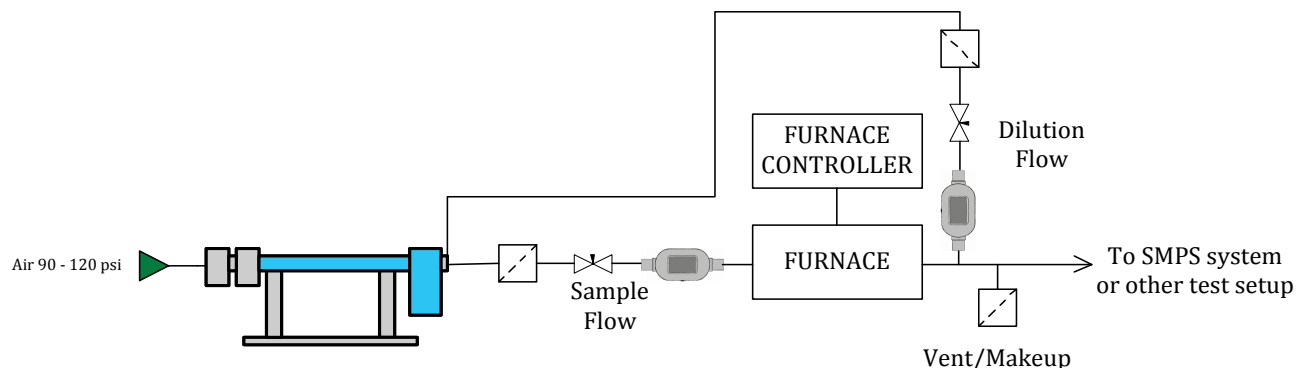 Air 90 - 120 psi
FURNACE
CONTROLLER
Dilution
Flow
Sample
Flow
FURNACE
To SMPS system
or other test setup
Vent/Makeup